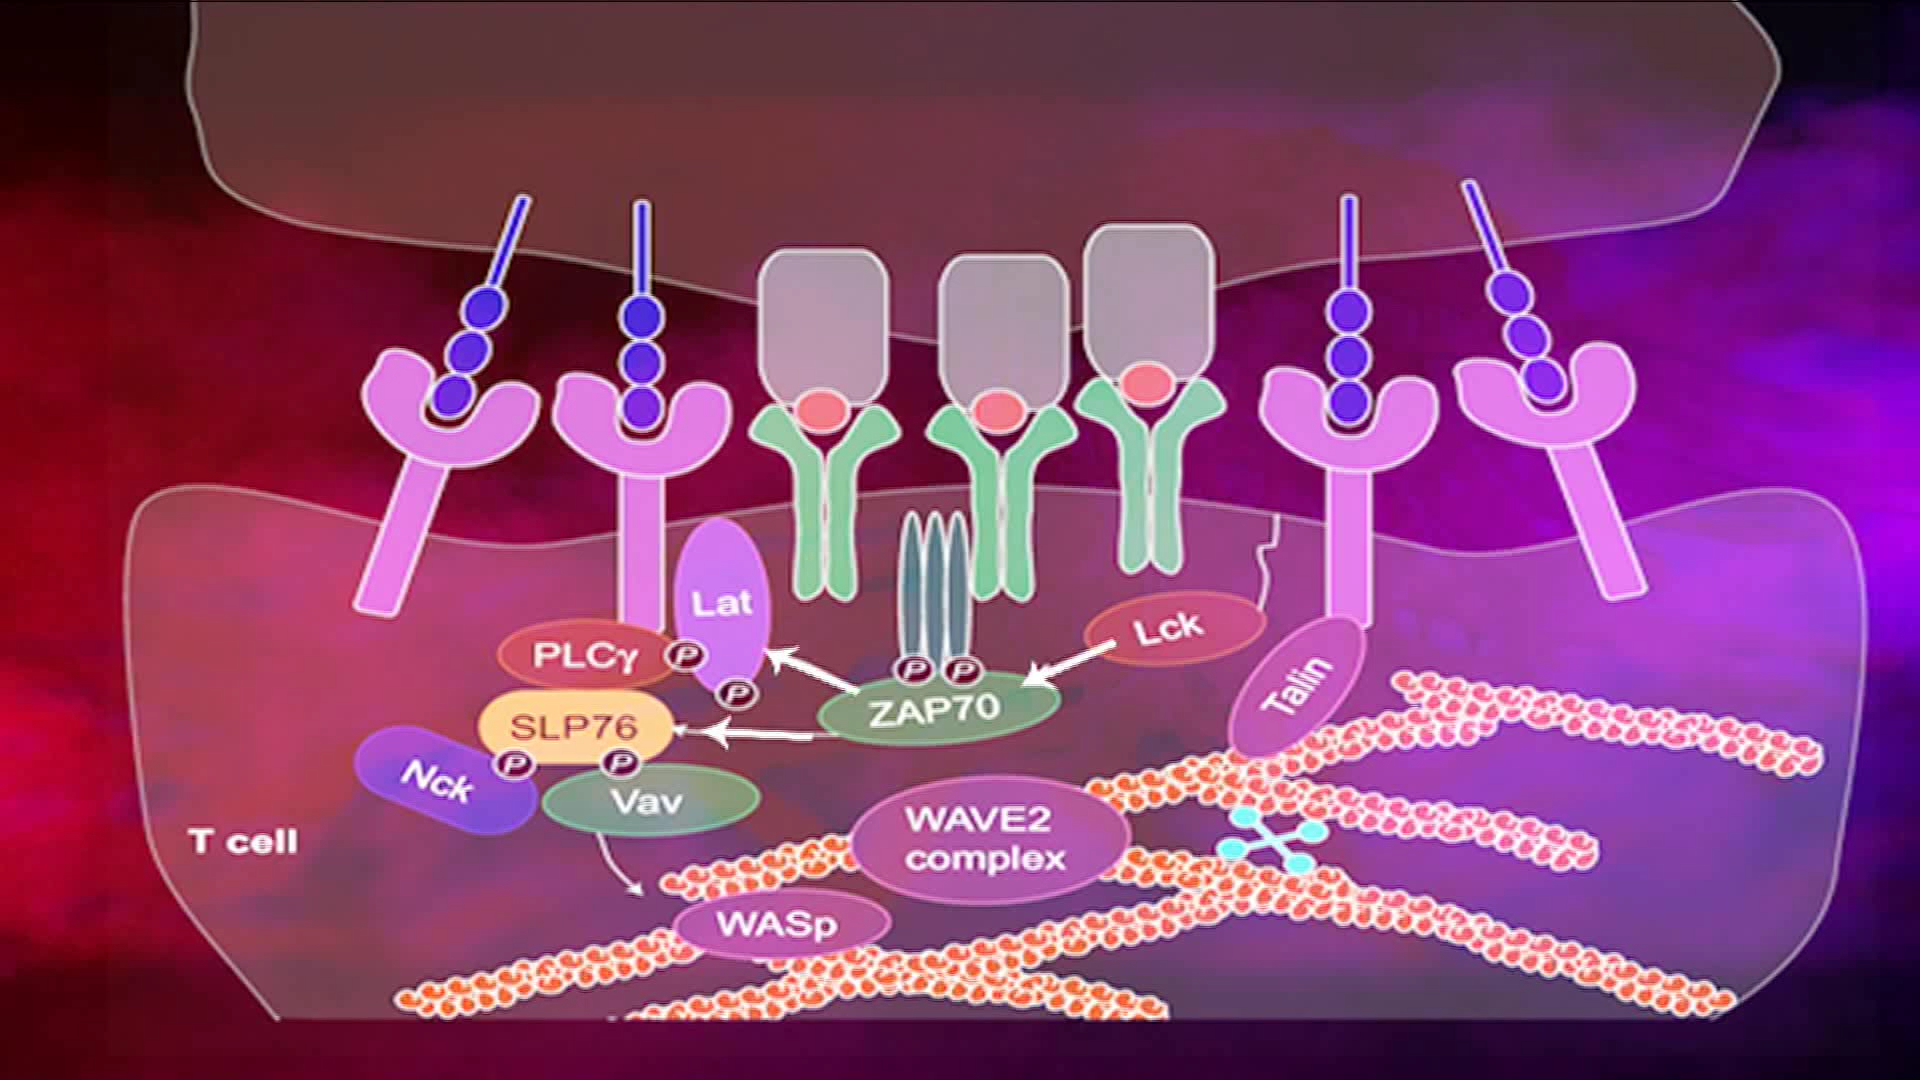 Lat
PLCγ
P
P
P
P
Lck
Talin
ZAP70
SLP76
P
P
Nck
Vav
T cell
WAVE2
complex
WASp